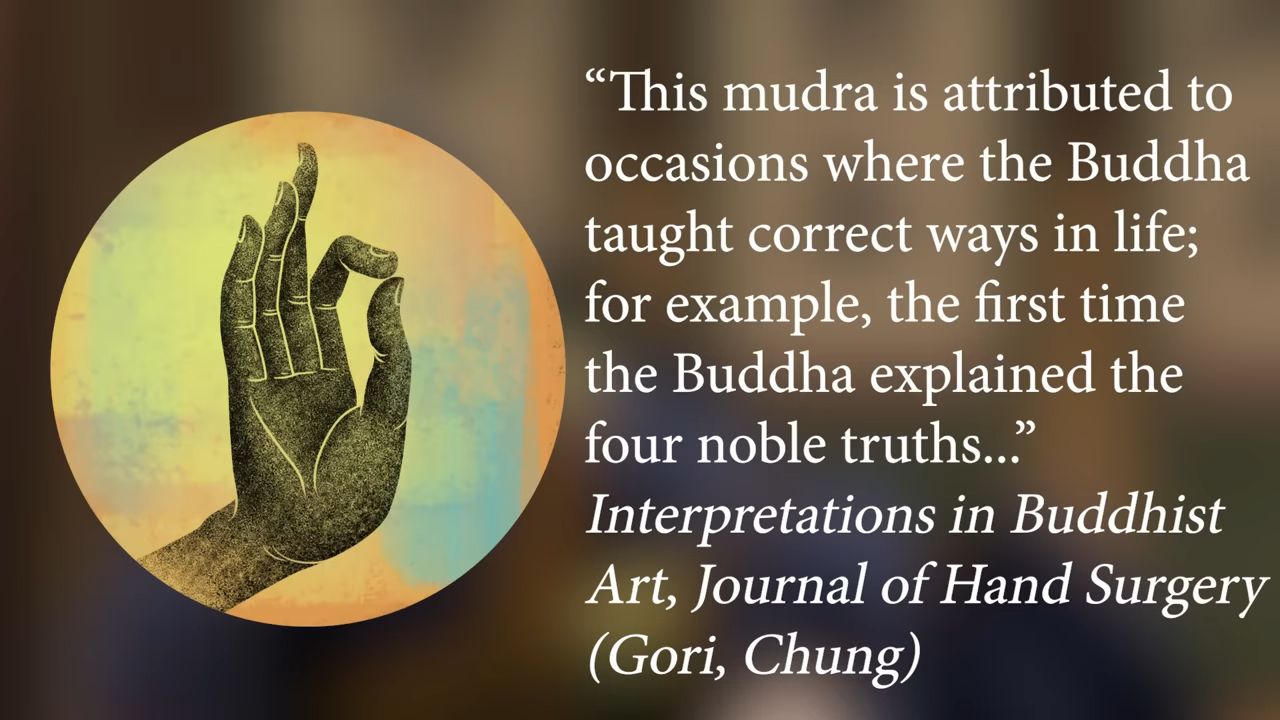 “This mudra is attributed to
occasions where the Buddha
taught correct ways in life;
for example, the first time
the Buddha explained the
four noble truths...”
Interpretations in Buddhist
Art, Journal of Hand Surgery
(Gori, Chung)